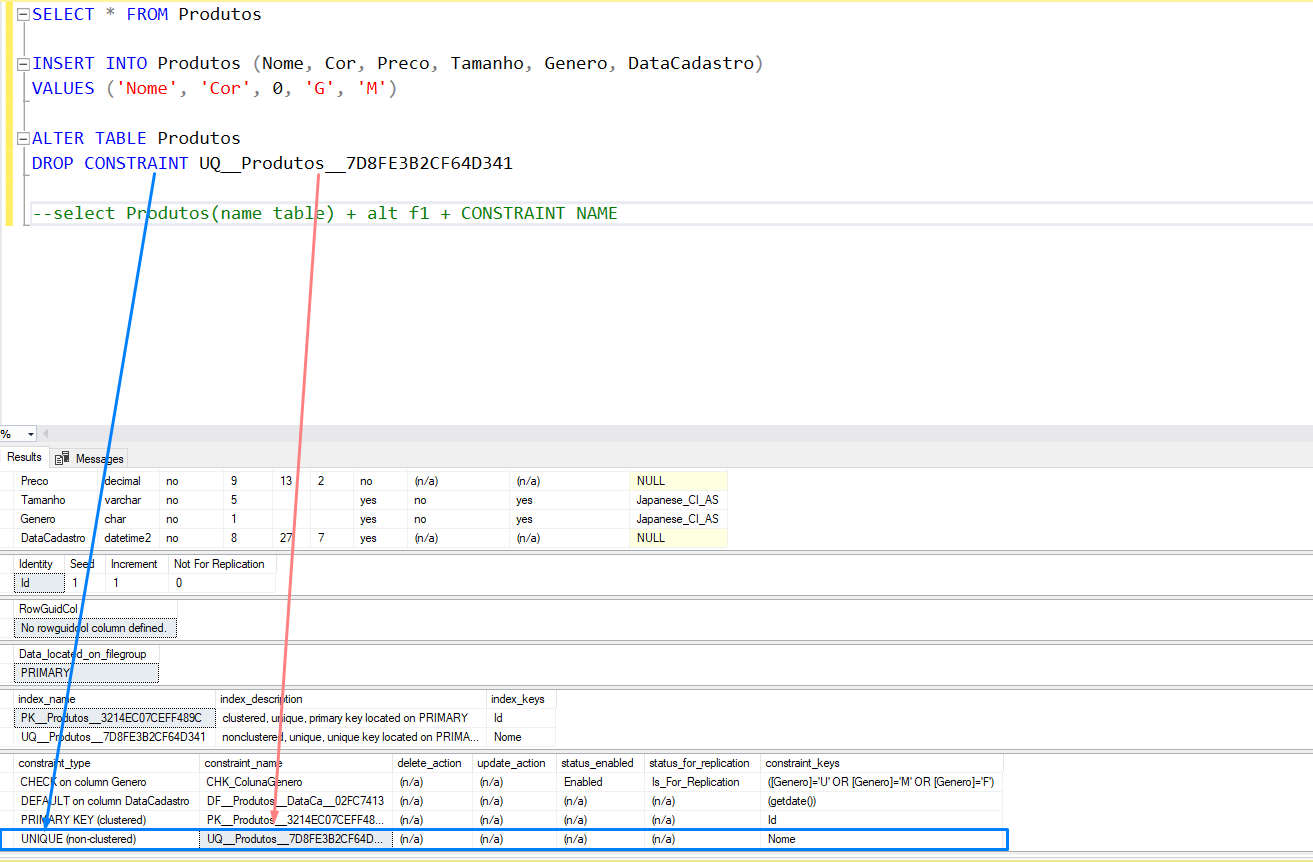 SELECT * FROM Produtos
INSERT INTO Produtos (Nome, Cor, Preco, Tamanho, Genero, DataCadastro)
VALUES ('Nome', 'Cor', 0, 'G', 'M')
ALTER TABLE Produtos
DROP CONSTRAINT UQ__Produtos__7D8FE3B2CF64D341
--select Produtos(name table) + alt f1 + CONSTRAINT NAME
%
Results Messages
Preco decimal no 9 13 2 no (n/a) (n/a) NULL
Tamanho varchar no 5 yes no yes Japanese_CI_AS
Genero char no 1 yes no yes Japanese_CI_AS
DataCadastro datetime2 no 8 27 7 yes (n/a) (n/a) NULL
Identity Seed Increment Not For Replication
Id 1 1 0
RowGuidCol
No rowguidcol column defined.
Data_located_on_filegroup
PRIMARY
index_name index_description index_keys
PK__Produtos__3214EC07CEFF489C clustered, unique, primary key located on PRIMARY Id
UQ__Produtos__7D8FE3B2CF64D341 nonclustered, unique, unique key located on PRIMA... Nome
constraint_type constraint_name delete_action update_action status_enabled status_for_replication constraint_keys
CHECK on column Genero CHK_ColunaGenero (n/a) (n/a) Enabled Is_For_Replication ([Genero]='U' OR [Genero]='M' OR [Genero]='F')
DEFAULT on column DataCadastro DF__Produtos__DataCa__02FC7413 (n/a) (n/a) (n/a) (n/a) (getdate())
PRIMARY KEY (clustered) PK__Produtos__3214EC07CEFF48... (n/a) (n/a) (n/a) (n/a) Id
UNIQUE (non-clustered) UQ__Produtos__7D8FE3B2CF64D... (n/a) (n/a) (n/a) (n/a) Nome